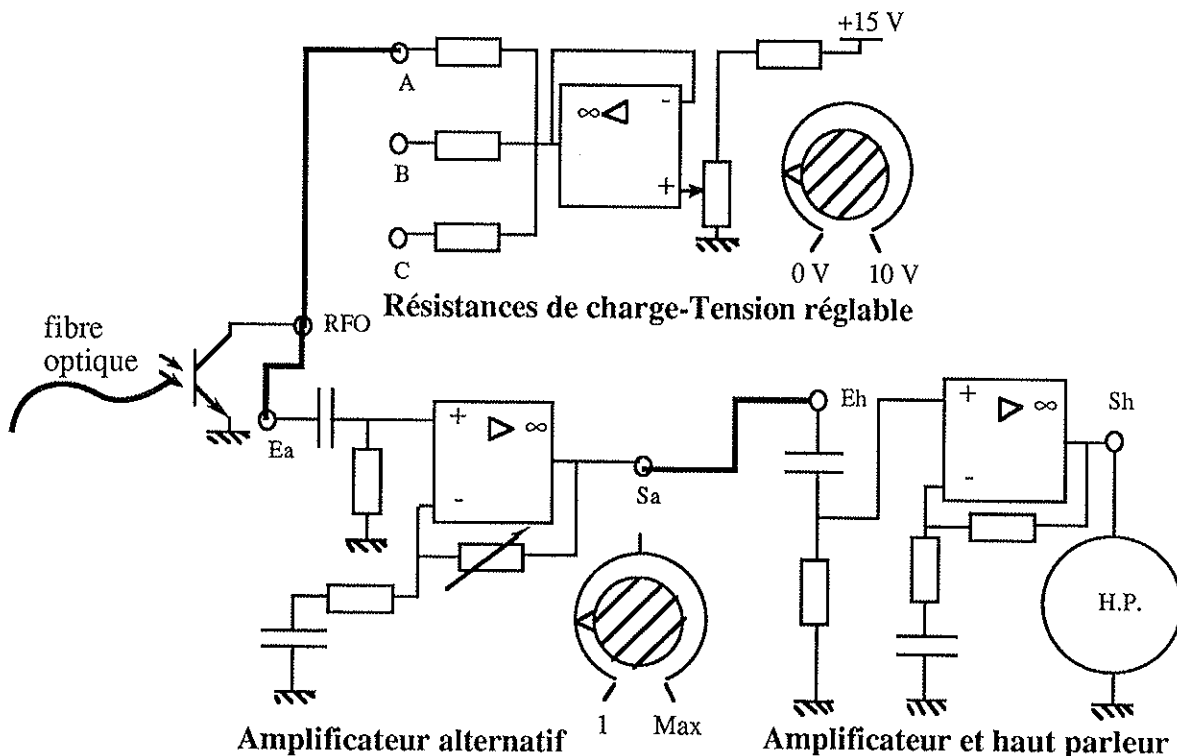 +15 V
A
∞
-
B
+
C
0 V
10 V
Résistances de charge-Tension réglable
fibre
optique
RFO
Ea
+
∞
-
Sa
Eh
+
∞
-
Sh
H.P.
1
Max
Amplificateur alternatif
Amplificateur et haut parleur